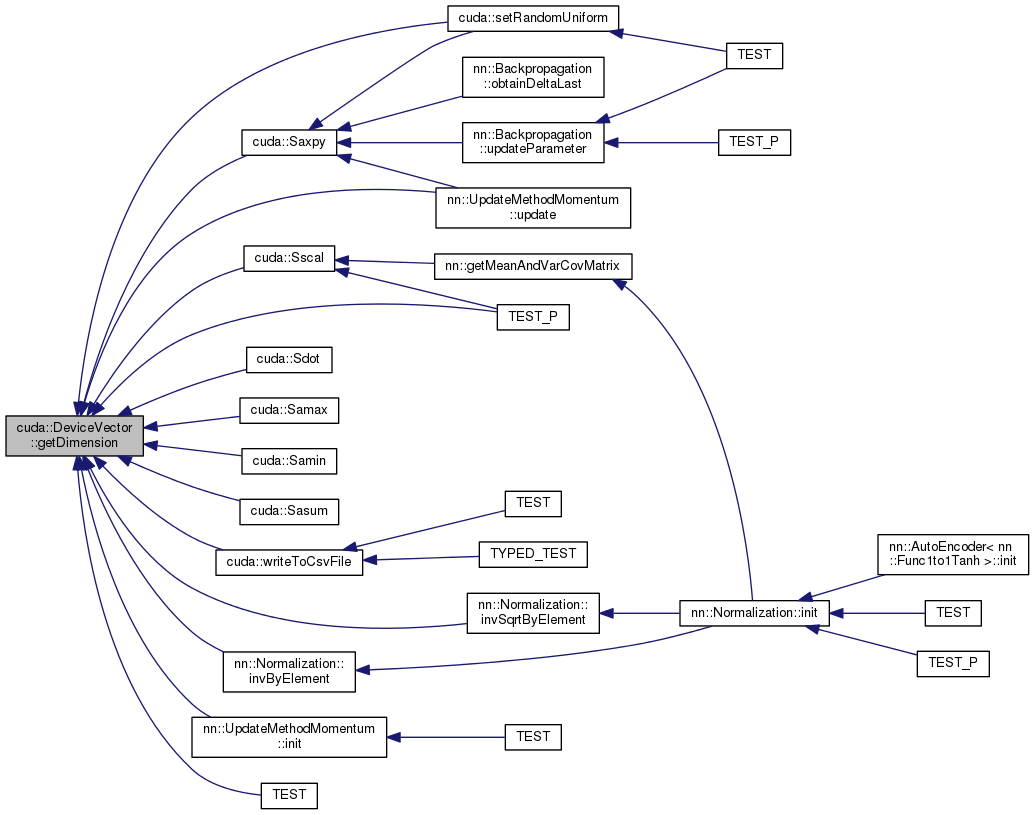 cuda::setRandomUniform
TEST
nn::Backpropagation
::obtainDeltaLast
cuda::Saxpy
nn::Backpropagation
::updateParameter
TEST_P
nn::UpdateMethodMomentum
::update
cuda::Sscal
nn::getMeanAndVarCovMatrix
TEST_P
cuda::Sdot
cuda::Samax
cuda::DeviceVector
::getDimension
cuda::Samin
cuda::Sasum
TEST
cuda::writeToCsvFile
TYPED_TEST
nn::AutoEncoder< nn
::Func1to1Tanh >::init
nn::Normalization::
invSqrtByElement
nn::Normalization::init
TEST
nn::Normalization::
invByElement
TEST_P
nn::UpdateMethodMomentum
::init
TEST
TEST